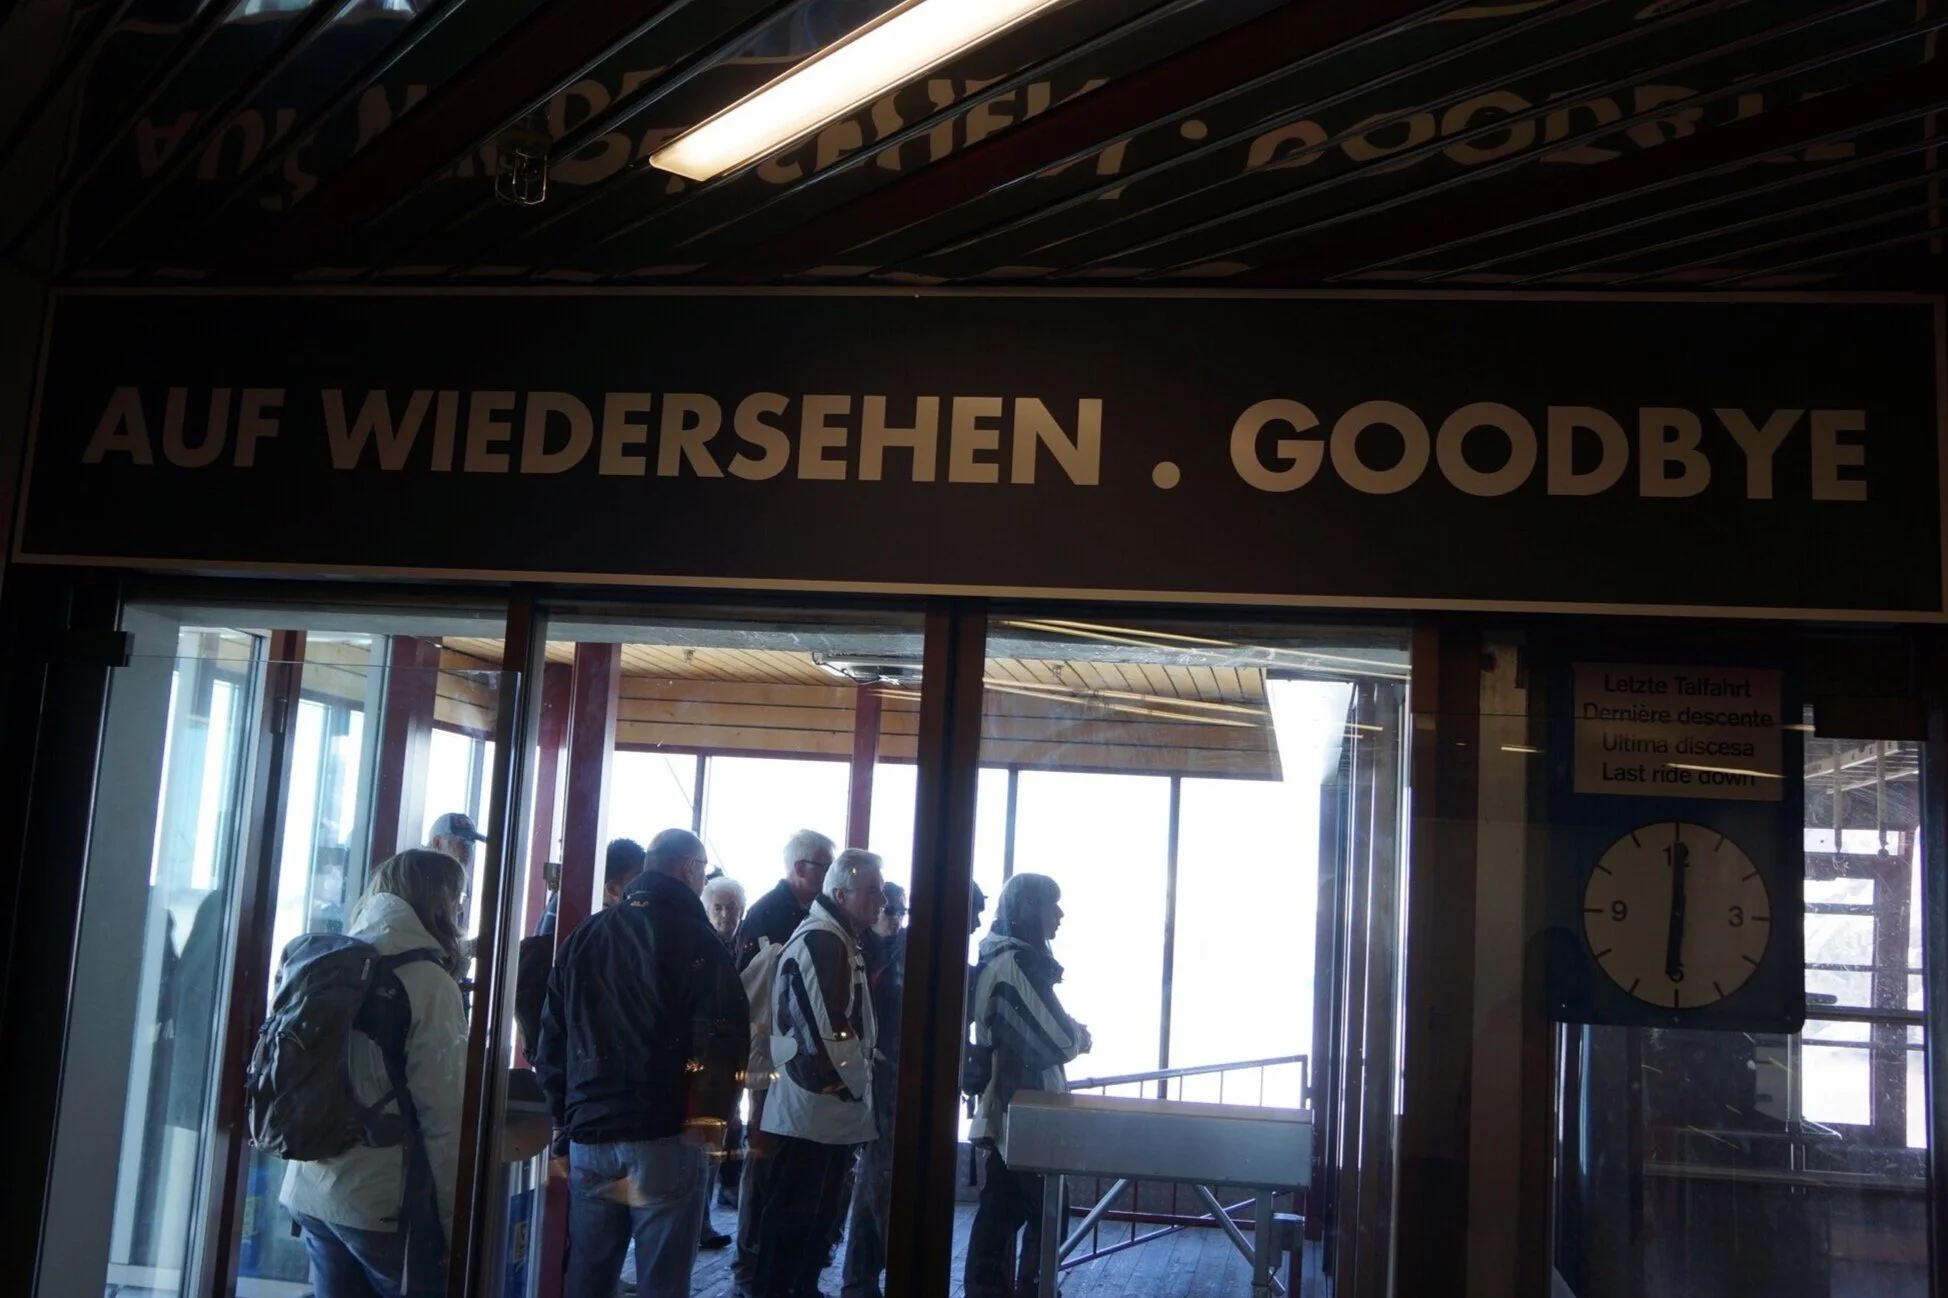 AUF WIEDERSEHEN . GOODBYE
Letzte Talfahrt
Dernière descente
Ultima discesa
Last ride down
12
9 3
6